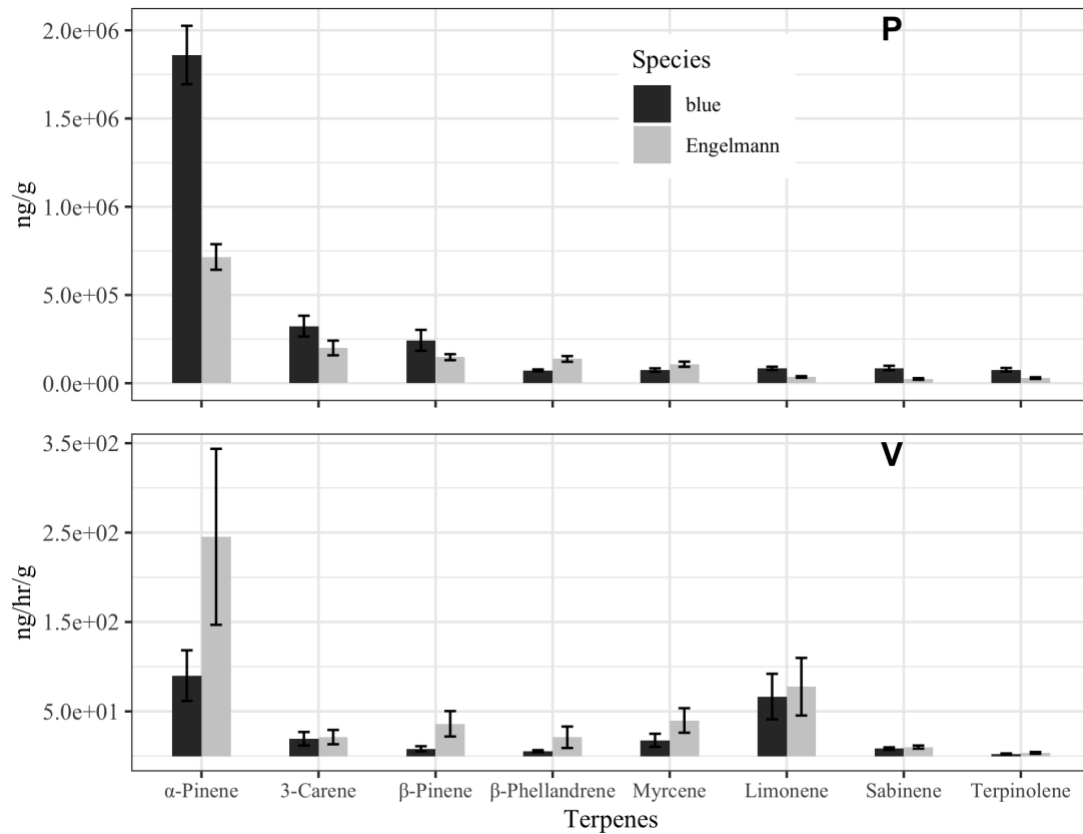 P
2.0e+06
1.5e+06
1.0e+06
5.0e+05
0.0e+00
ng/g
Species
blue
Engelmann
V
3.5e+02
2.5e+02
1.5e+02
5.0e+01
ng/hr/g
α-Pinene 3-Carene β-Pinene β-Phellandrene Myrcene Limonene Sabinene Terpinolene
Terpenes